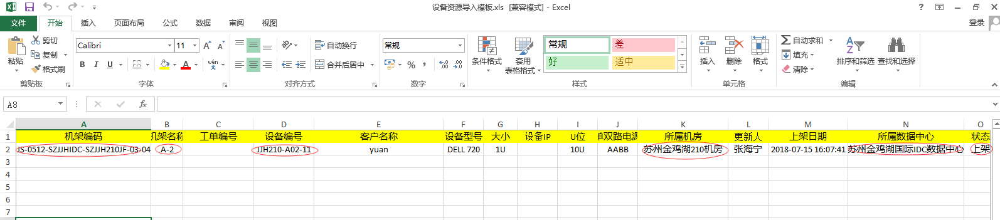 设备资源导入模板.xls [兼容模式] - Excel
文件 开始 插入 页面布局 公式 数据 审阅 视图 登录
剪切
复制
格式刷
粘贴
剪贴板
Calibri 11
B I U wén 文
字体
自动换行
合并后居中
对齐方式
常规
% ,
数字
条件格式
套用
表格格式
常规 差
好 适中
样式
插入 删除 格式
单元格
自动求和
填充
清除
排序和筛选 查找和选择
编辑
A8 fx
A B C D E F G H I J K L M N O
1 机架编码 机架名称 工单编号 设备编号 客户名称 设备型号 大小 设备IP U位 单双路电源 所属机房 更新人 上架日期 所属数据中心 状态
2 JS-0512-SZJJHIDC-SZJJH210JF-03-04 A-2 JJH210-A02-11 yuan DELL 720 1U 10U AABB 苏州金鸡湖210机房 张海宁 2018-07-15 16:07:41 苏州金鸡湖国际IDC数据中心 上架
3
4
5
6
7